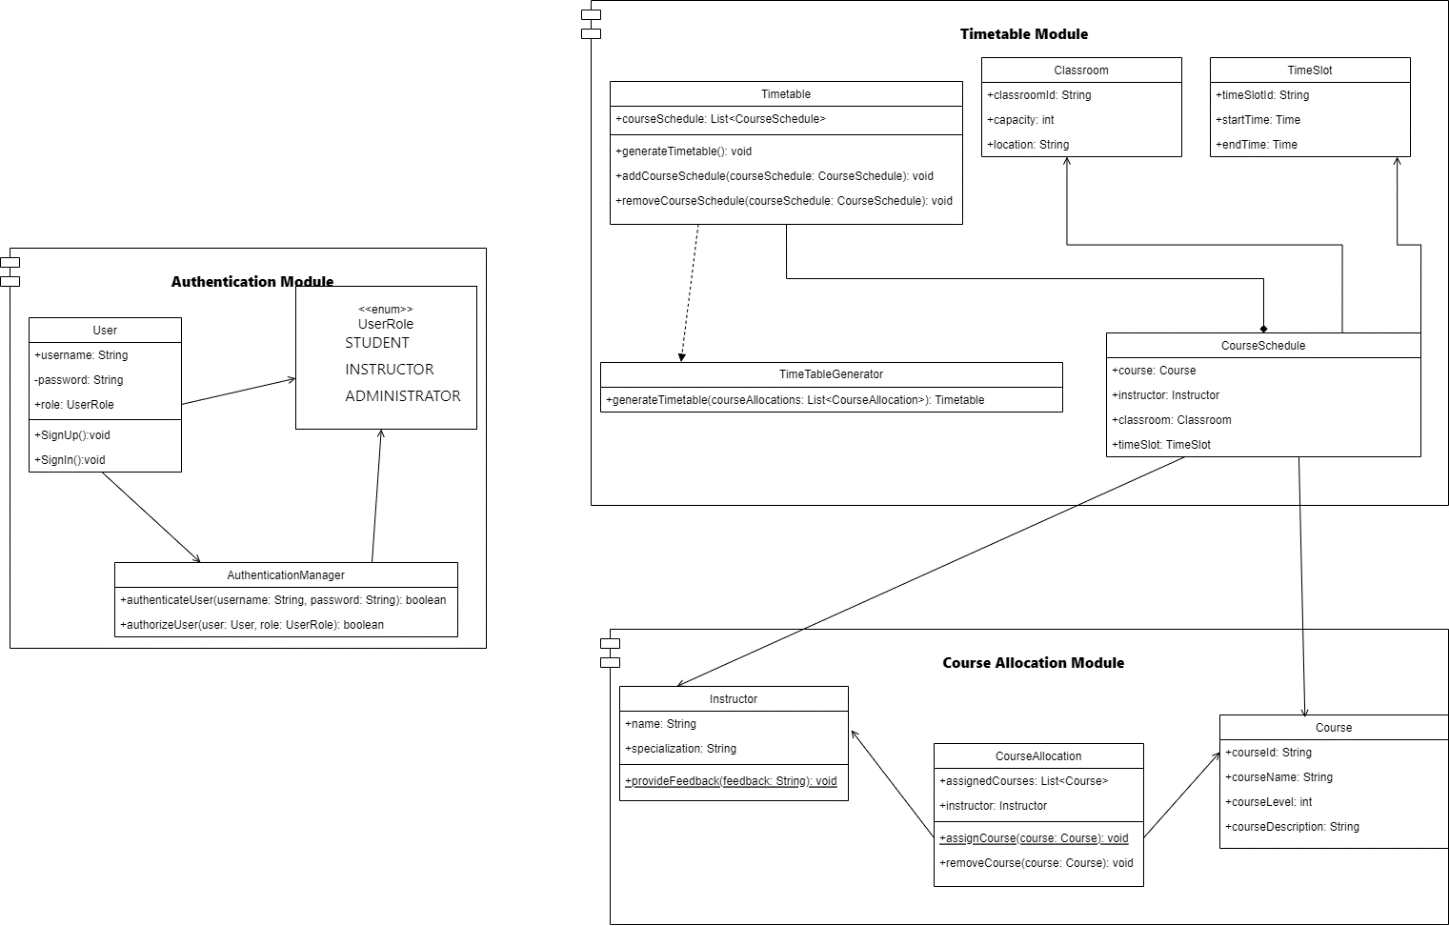 Authentication Module
User
+username: String
-password: String
+role: UserRole
+SignUp():void
+SignIn():void
<<enum>>
UserRole
STUDENT
INSTRUCTOR
ADMINISTRATOR
AuthenticationManager
+authenticateUser(username: String, password: String): boolean
+authorizeUser(user: User, role: UserRole): boolean
Timetable Module
Timetable
+courseSchedule: List<CourseSchedule>
+generateTimetable(): void
+addCourseSchedule(courseSchedule: CourseSchedule): void
+removeCourseSchedule(courseSchedule: CourseSchedule): void
Classroom
+classroomId: String
+capacity: int
+location: String
TimeSlot
+timeSlotId: String
+startTime: Time
+endTime: Time
TimeTableGenerator
+generateTimetable(courseAllocations: List<CourseAllocation>): Timetable
CourseSchedule
+course: Course
+instructor: Instructor
+classroom: Classroom
+timeSlot: TimeSlot
Course Allocation Module
Instructor
+name: String
+specialization: String
+provideFeedback(feedback: String): void
CourseAllocation
+assignedCourses: List<Course>
+instructor: Instructor
+assignCourse(course: Course): void
+removeCourse(course: Course): void
Course
+courseId: String
+courseName: String
+courseLevel: int
+courseDescription: String